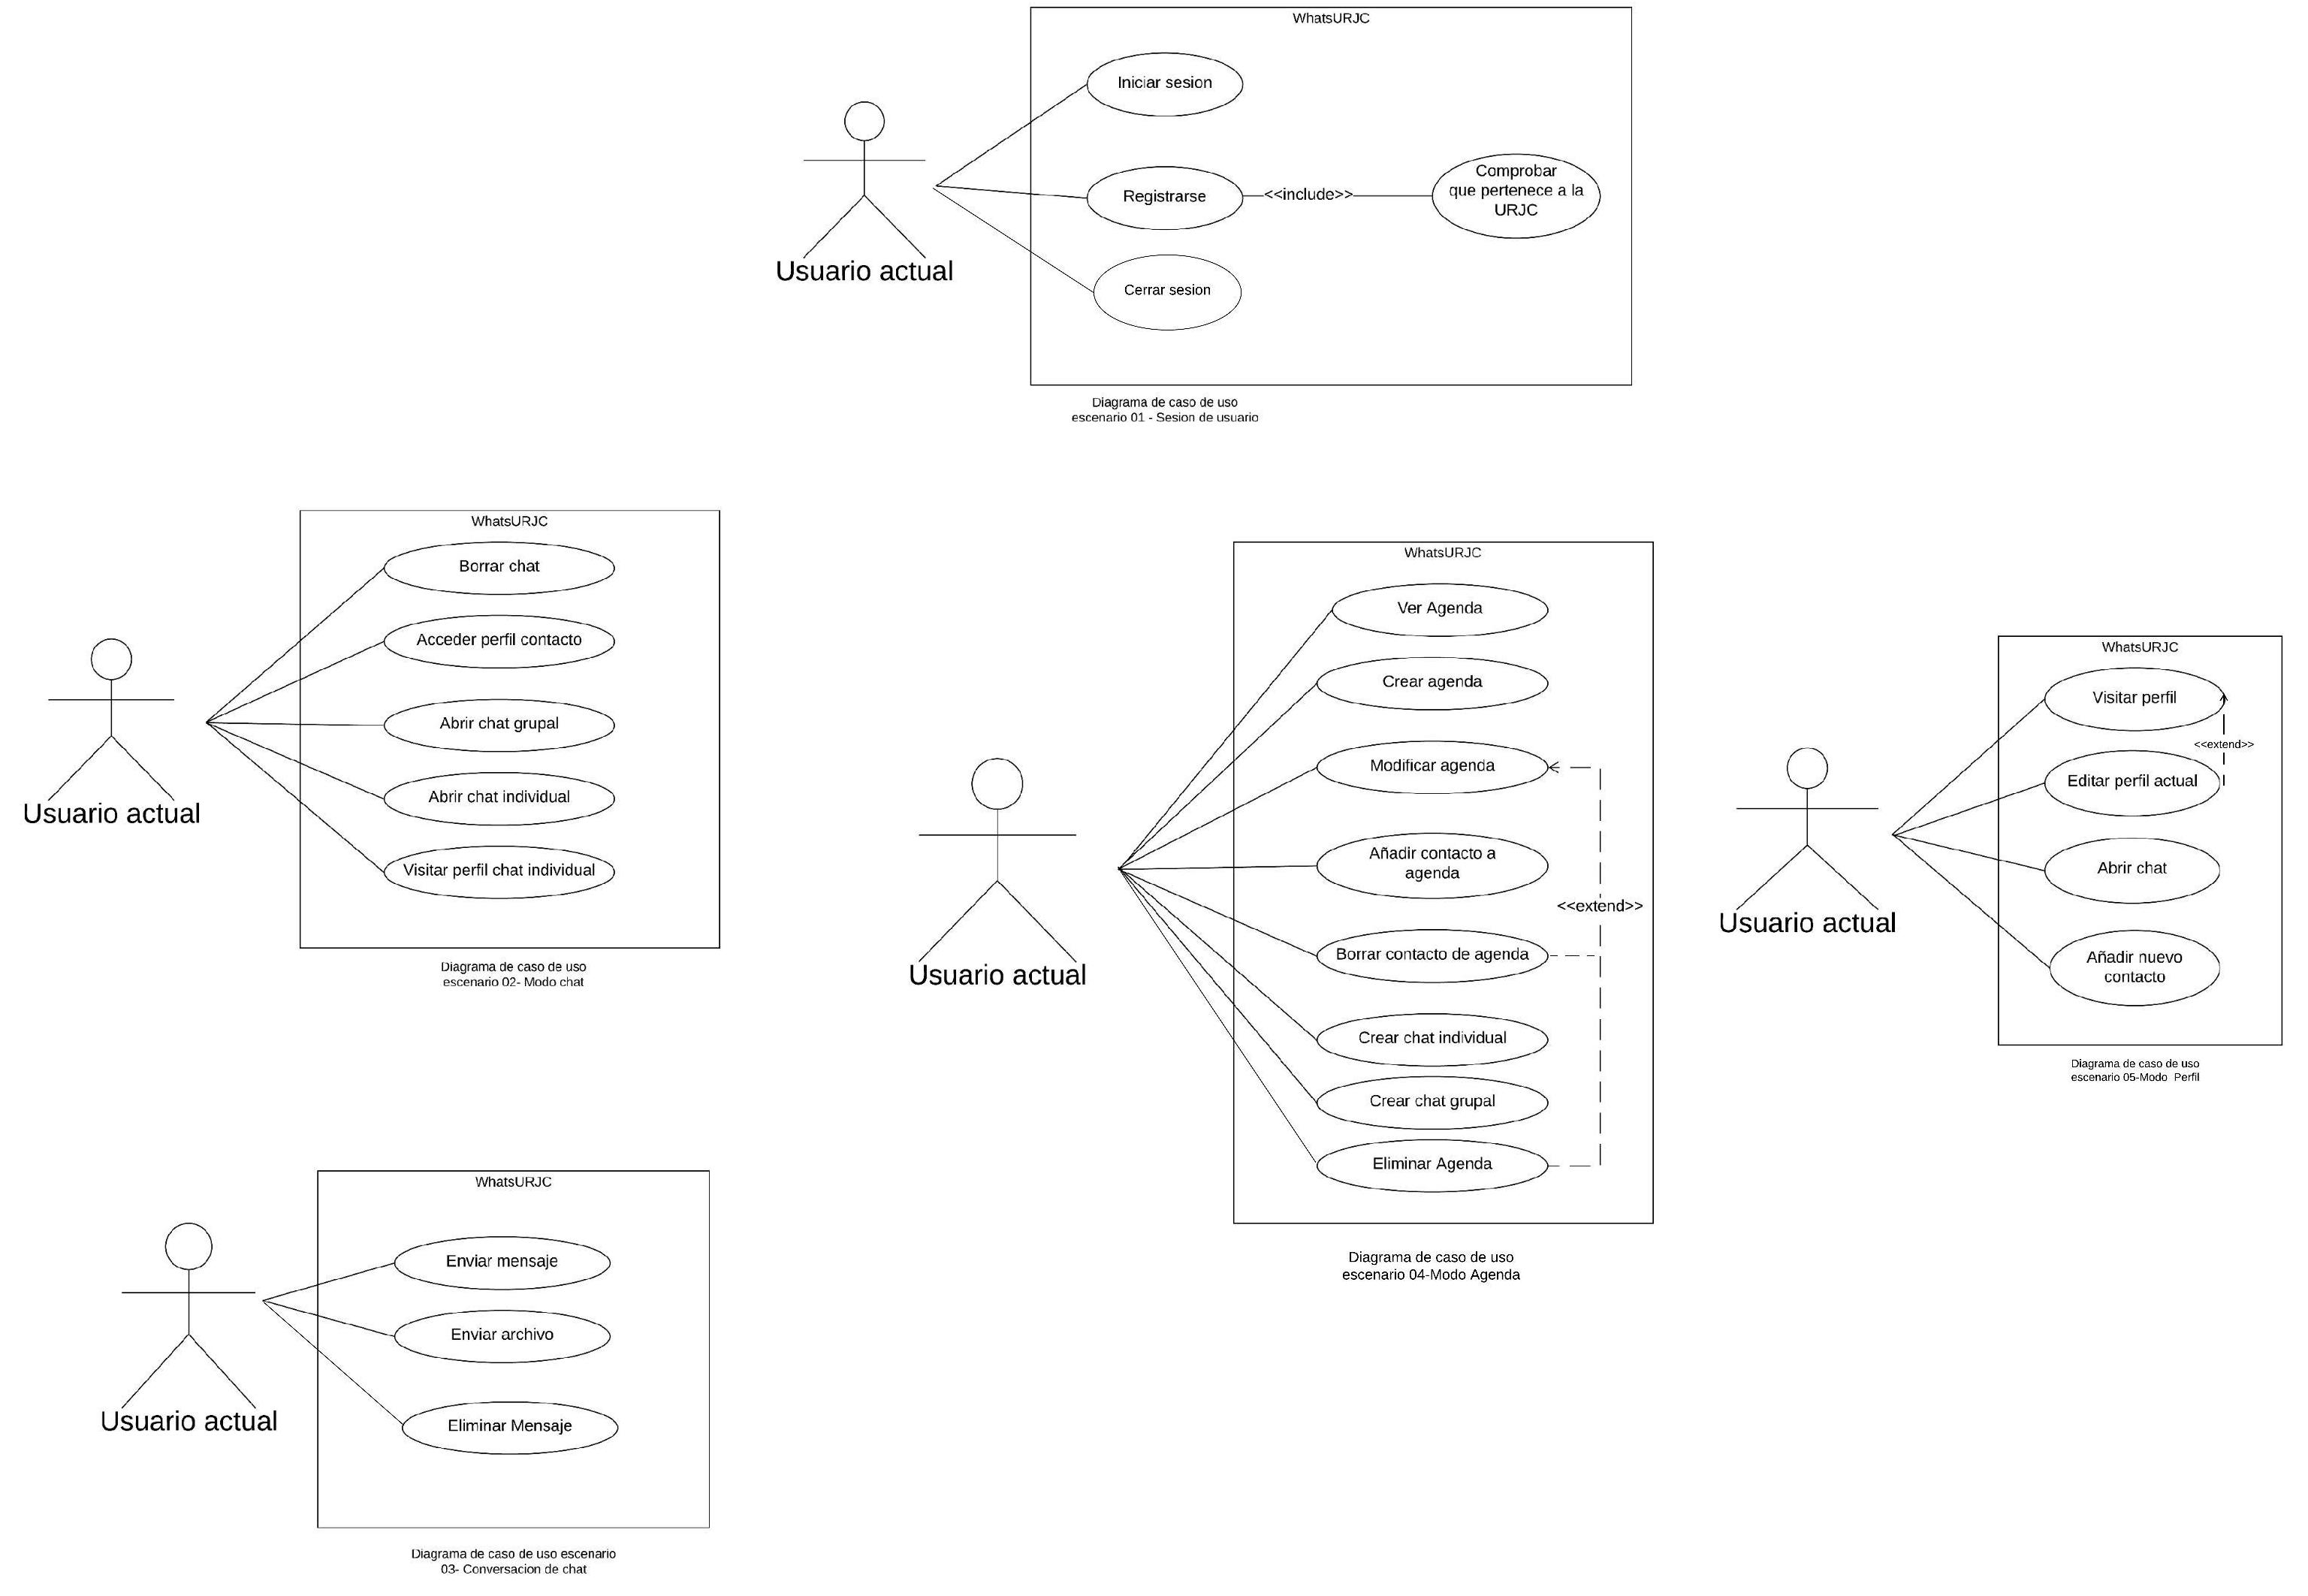 WhatsURJC
Iniciar sesion
Registrarse
<<include>>
Comprobar
que pertenece a la
URJC
Cerrar sesion
Usuario actual
Diagrama de caso de uso
escenario 01 - Sesion de usuario
WhatsURJC
Borrar chat
Acceder perfil contacto
Abrir chat grupal
Abrir chat individual
Visitar perfil chat individual
Usuario actual
Diagrama de caso de uso
escenario 02- Modo chat
WhatsURJC
Ver Agenda
Crear agenda
Modificar agenda
Añadir contacto a
agenda
<<extend>>
Borrar contacto de agenda
Crear chat individual
Crear chat grupal
Eliminar Agenda
Usuario actual
Diagrama de caso de uso
escenario 04-Modo Agenda
WhatsURJC
Visitar perfil
<<extend>>
Editar perfil actual
Abrir chat
Añadir nuevo
contacto
Usuario actual
Diagrama de caso de uso
escenario 05-Modo  Perfil
WhatsURJC
Enviar mensaje
Enviar archivo
Eliminar Mensaje
Usuario actual
Diagrama de caso de uso escenario
03- Conversacion de chat